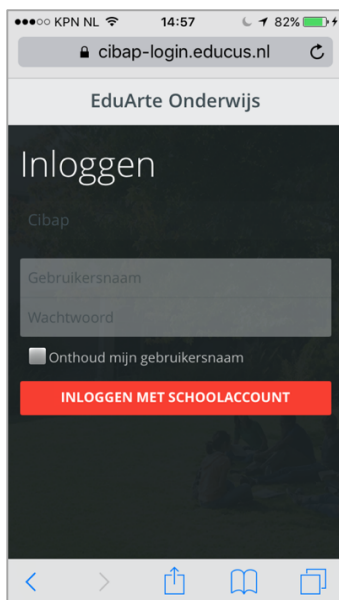 KPN NL 14:57 82%
cibap-login.educus.nl
EduArte Onderwijs
Inloggen
Cibap
Gebruikersnaam
Wachtwoord
Onthoud mijn gebruikersnaam
INLOGGEN MET SCHOOLACCOUNT